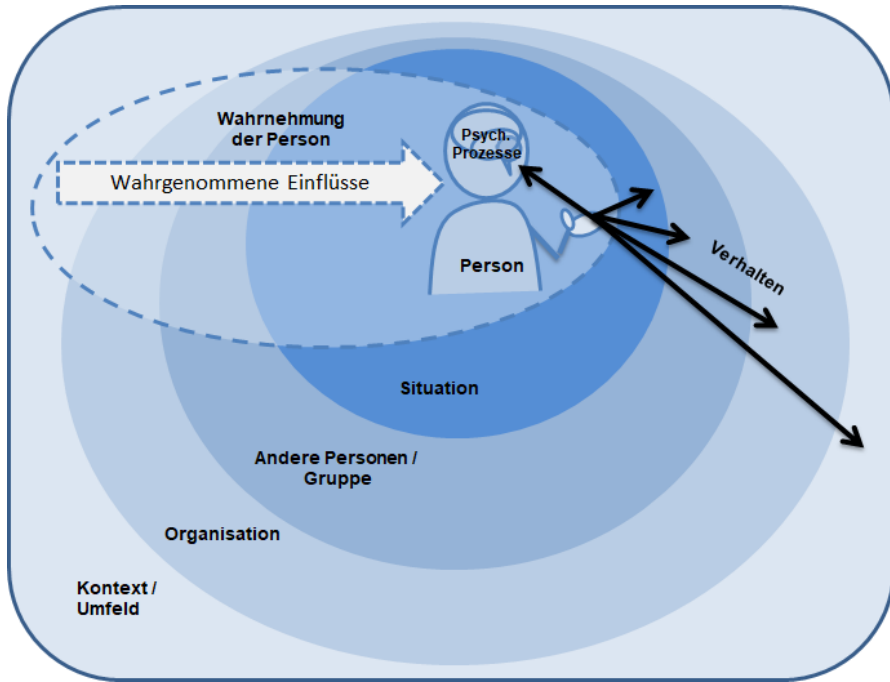 Wahrnehmung
der Person
Psych.
Prozesse
Wahrgenommene Einflüsse
Person
Verhalten
Situation
Andere Personen /
Gruppe
Organisation
Kontext /
Umfeld